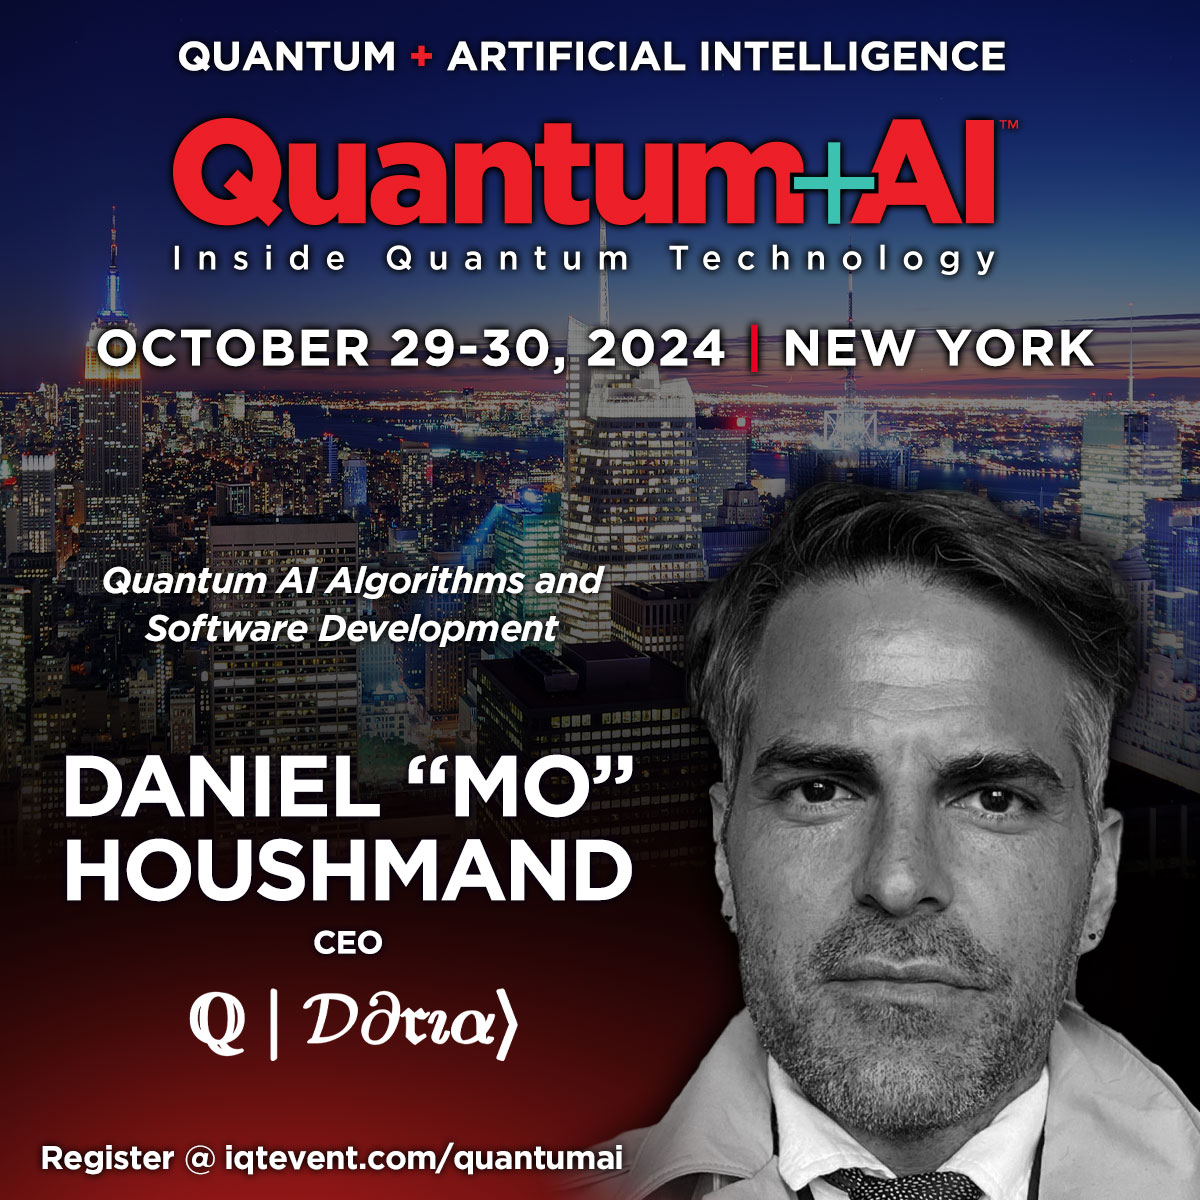 QUANTUM + ARTIFICIAL INTELLIGENCE
Quantum+AI™
Inside Quantum Technology
OCTOBER 29-30, 2024 | NEW YORK
Quantum AI Algorithms and
Software Development
DANIEL “MO”
HOUSHMAND
CEO
ℚ | 𝒟∂𝔯ıα⟩
Register @ iqtevent.com/quantumai